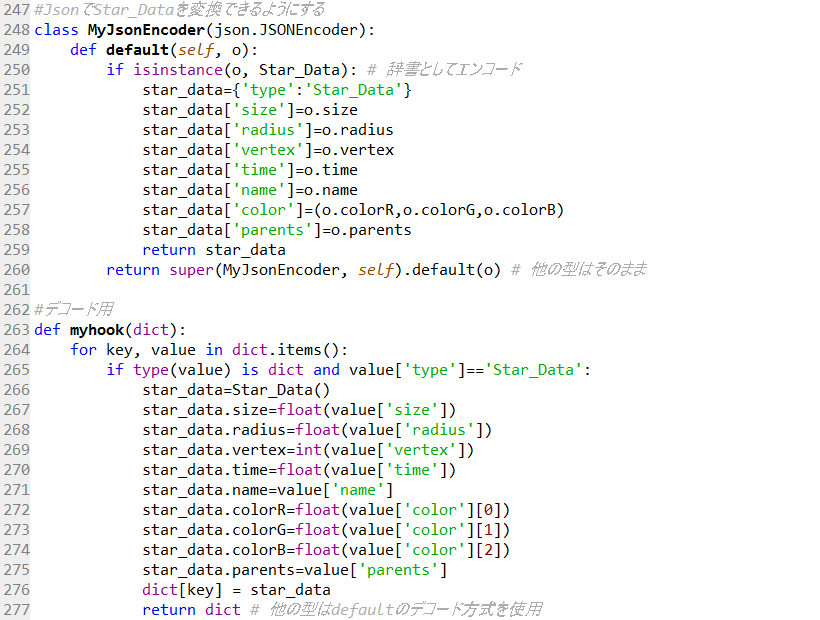 247 #JsonでStar_Dataを変換できるようにする
248 class MyJsonEncoder(json.JSONEncoder):
249     def default(self, o):
250         if isinstance(o, Star_Data): # 辞書としてエンコード
251             star_data={'type':'Star_Data'}
252             star_data['size']=o.size
253             star_data['radius']=o.radius
254             star_data['vertex']=o.vertex
255             star_data['time']=o.time
256             star_data['name']=o.name
257             star_data['color']=(o.colorR,o.colorG,o.colorB)
258             star_data['parents']=o.parents
259             return star_data
260         return super(MyJsonEncoder, self).default(o) # 他の型はそのまま
261
262 #デコード用
263 def myhook(dict):
264     for key, value in dict.items():
265         if type(value) is dict and value['type']=='Star_Data':
266             star_data=Star_Data()
267             star_data.size=float(value['size'])
268             star_data.radius=float(value['radius'])
269             star_data.vertex=int(value['vertex'])
270             star_data.time=float(value['time'])
271             star_data.name=value['name']
272             star_data.colorR=float(value['color'][0])
273             star_data.colorG=float(value['color'][1])
274             star_data.colorB=float(value['color'][2])
275             star_data.parents=value['parents']
276             dict[key] = star_data
277             return dict # 他の型はdefaultのデコード方式を使用